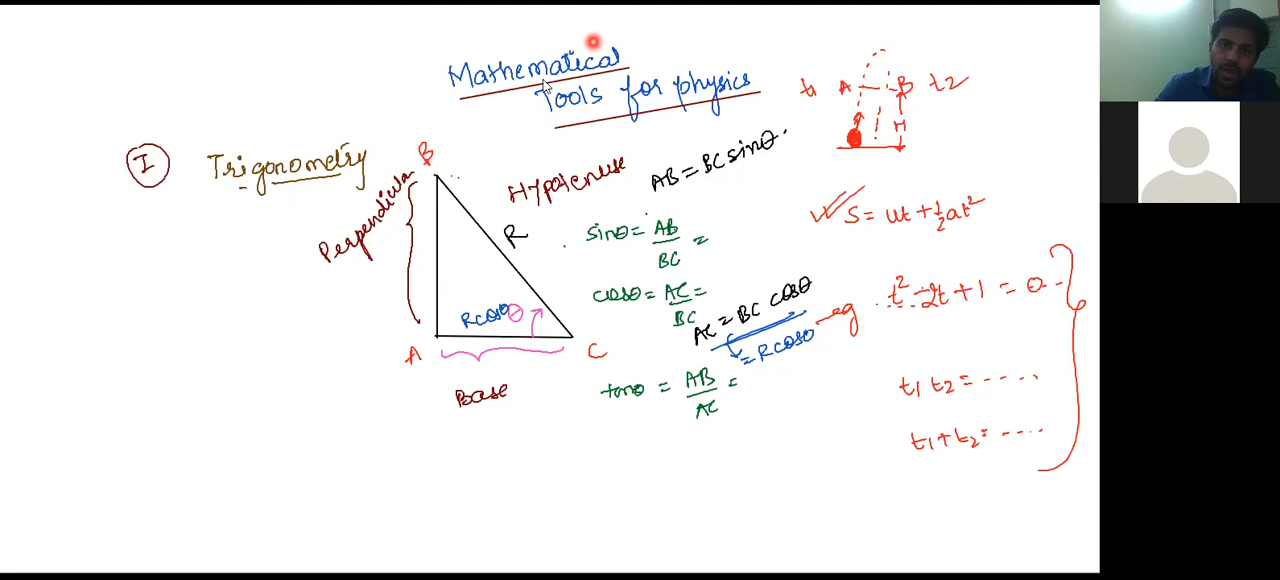 Mathematical
Tools for physics
t1 A B t2
H
I Trigonometry
B
Perpendicular
Hypotenuse
R
AB = BC sinθ.
S = ut + ½at²
sinθ = AB/BC =
cosθ = AC/BC =
AC = BC cosθ
= Rcosθ
eg t² - 2t + 1 = 0
Rcosθ θ
A
C
Base
tanθ = AB/AC =
t1 t2 = ....
t1 + t2 = ....